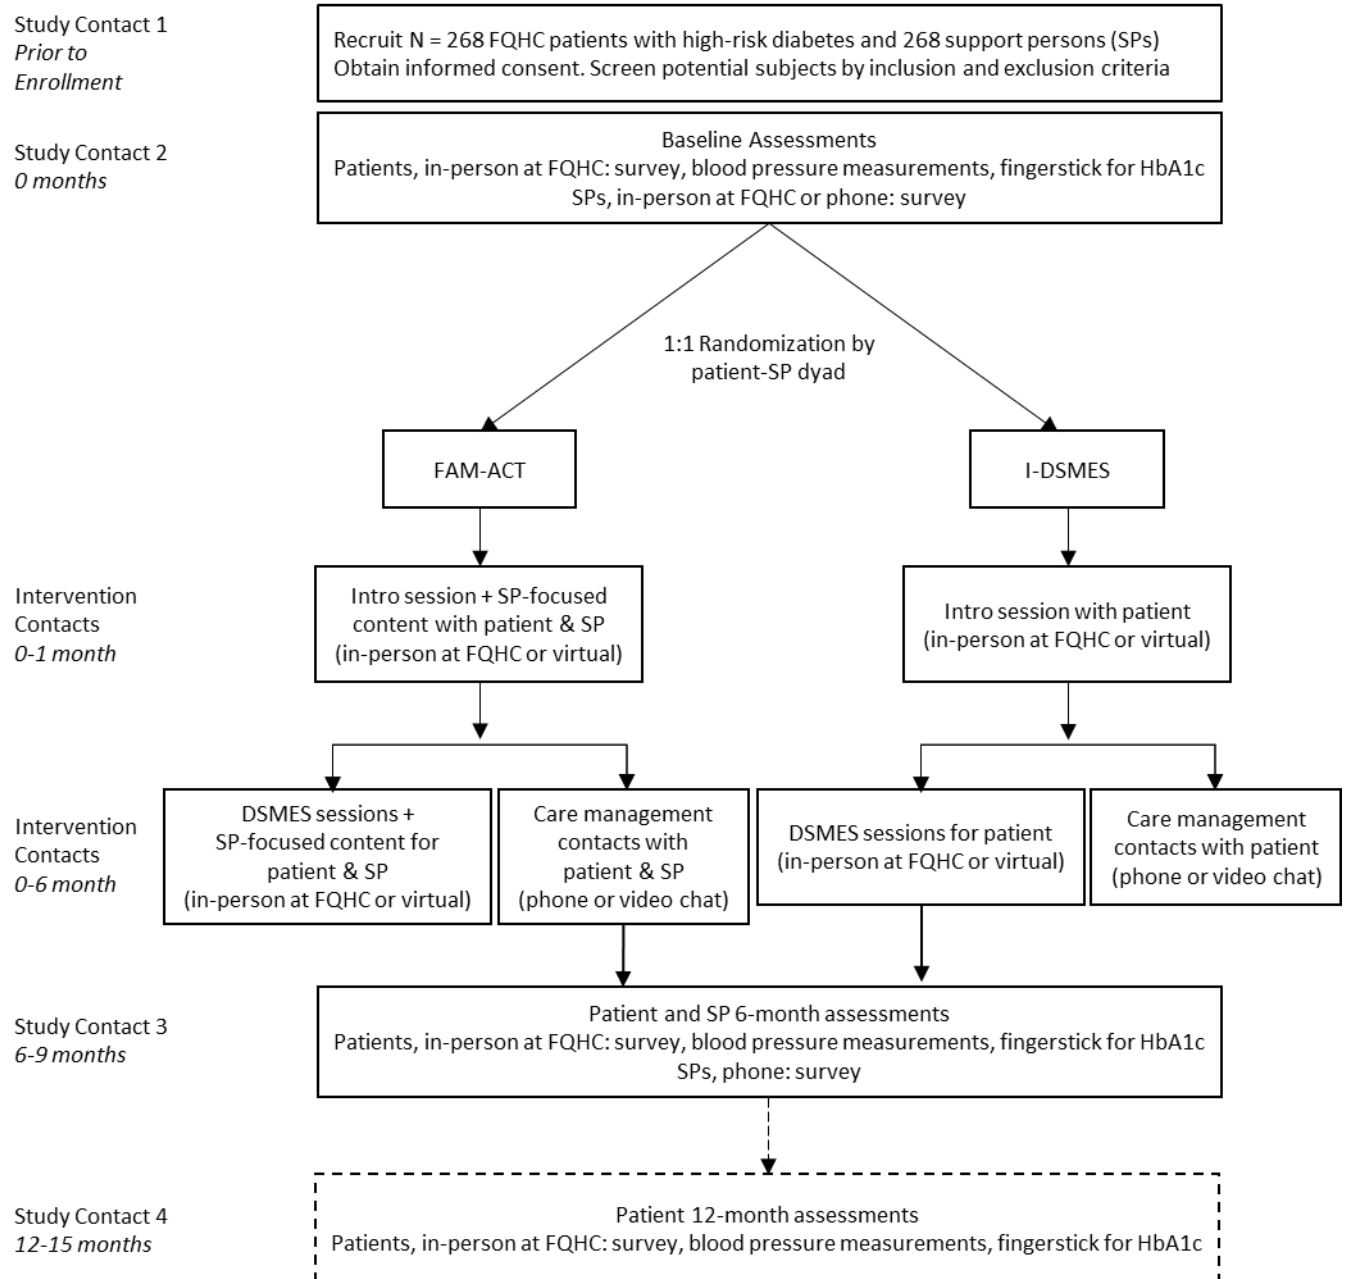 Study Contact 1
Prior to
Enrollment
Recruit N = 268 FQHC patients with high-risk diabetes and 268 support persons (SPs)
Obtain informed consent. Screen potential subjects by inclusion and exclusion criteria
Study Contact 2
0 months
Baseline Assessments
Patients, in-person at FQHC: survey, blood pressure measurements, fingerstick for HbA1c
SPs, in-person at FQHC or phone: survey
1:1 Randomization by
patient-SP dyad
FAM-ACT
I-DSMES
Intervention
Contacts
0-1 month
Intro session + SP-focused
content with patient & SP
(in-person at FQHC or virtual)
Intro session with patient
(in-person at FQHC or virtual)
Intervention
Contacts
0-6 month
DSMES sessions +
SP-focused content for
patient & SP
(in-person at FQHC or virtual)
Care management
contacts with
patient & SP
(phone or video chat)
DSMES sessions for patient
(in-person at FQHC or virtual)
Care management
contacts with patient
(phone or video chat)
Study Contact 3
6-9 months
Patient and SP 6-month assessments
Patients, in-person at FQHC: survey, blood pressure measurements, fingerstick for HbA1c
SPs, phone: survey
Study Contact 4
12-15 months
Patient 12-month assessments
Patients, in-person at FQHC: survey, blood pressure measurements, fingerstick for HbA1c